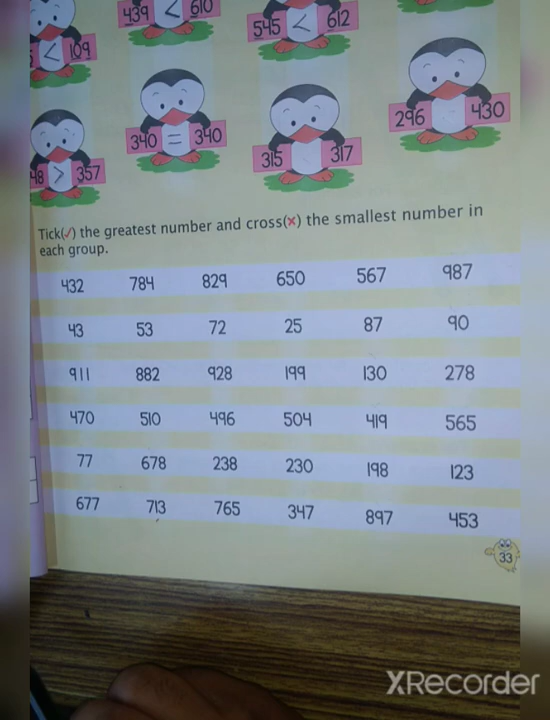 109
<
439 < 610
545 < 612
> 357
340 = 340
315 317
296 430
Tick(✓) the greatest number and cross(×) the smallest number in
each group.
432 784 829 650 567 987
43 53 72 25 87 90
911 882 928 199 130 278
470 510 496 504 419 565
77 678 238 230 198 123
677 713 765 347 897 453
33
XRecorder